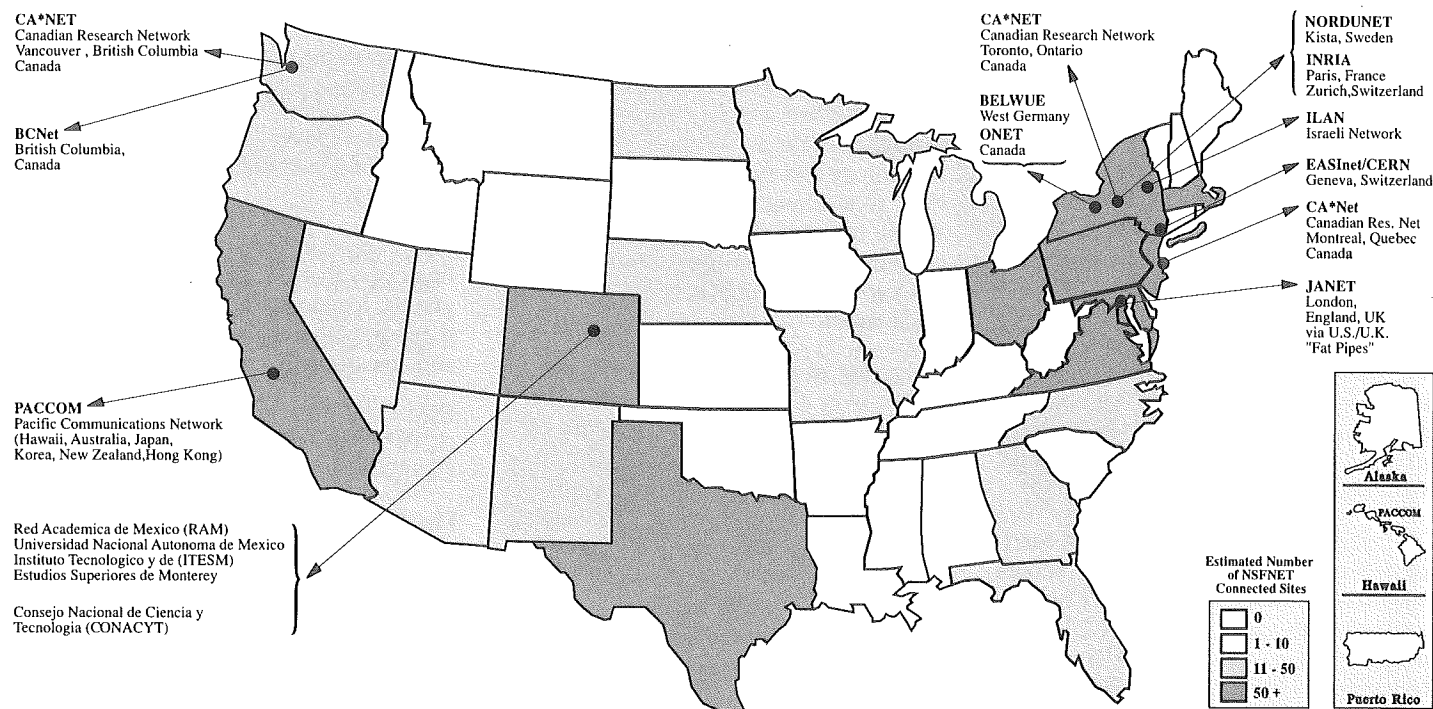 CA*NET
Canadian Research Network
Vancouver , British Columbia
Canada
BCNet
British Columbia,
Canada
PACCOM
Pacific Communications Network
(Hawaii, Australia, Japan,
Korea, New Zealand,Hong Kong)
Red Academica de Mexico (RAM)
Universidad Nacional Autonoma de Mexico
Instituto Tecnologico y de (ITESM)
Estudios Superiores de Monterey
Consejo Nacional de Ciencia y
Tecnologia (CONACYT)
CA*NET
Canadian Research Network
Toronto, Ontario
Canada
BELWUE
West Germany
ONET
Canada
NORDUNET
Kista, Sweden
INRIA
Paris, France
Zurich,Switzerland
ILAN
Israeli Network
EASInet/CERN
Geneva, Switzerland
CA*Net
Canadian Res. Net
Montreal, Quebec
Canada
JANET
London,
England, UK
via U.S./U.K.
"Fat Pipes"
Estimated Number
of NSFNET
Connected Sites
0
1 - 10
11 - 50
50 +
Alaska
PACCOM
Hawaii
Puerto Rico